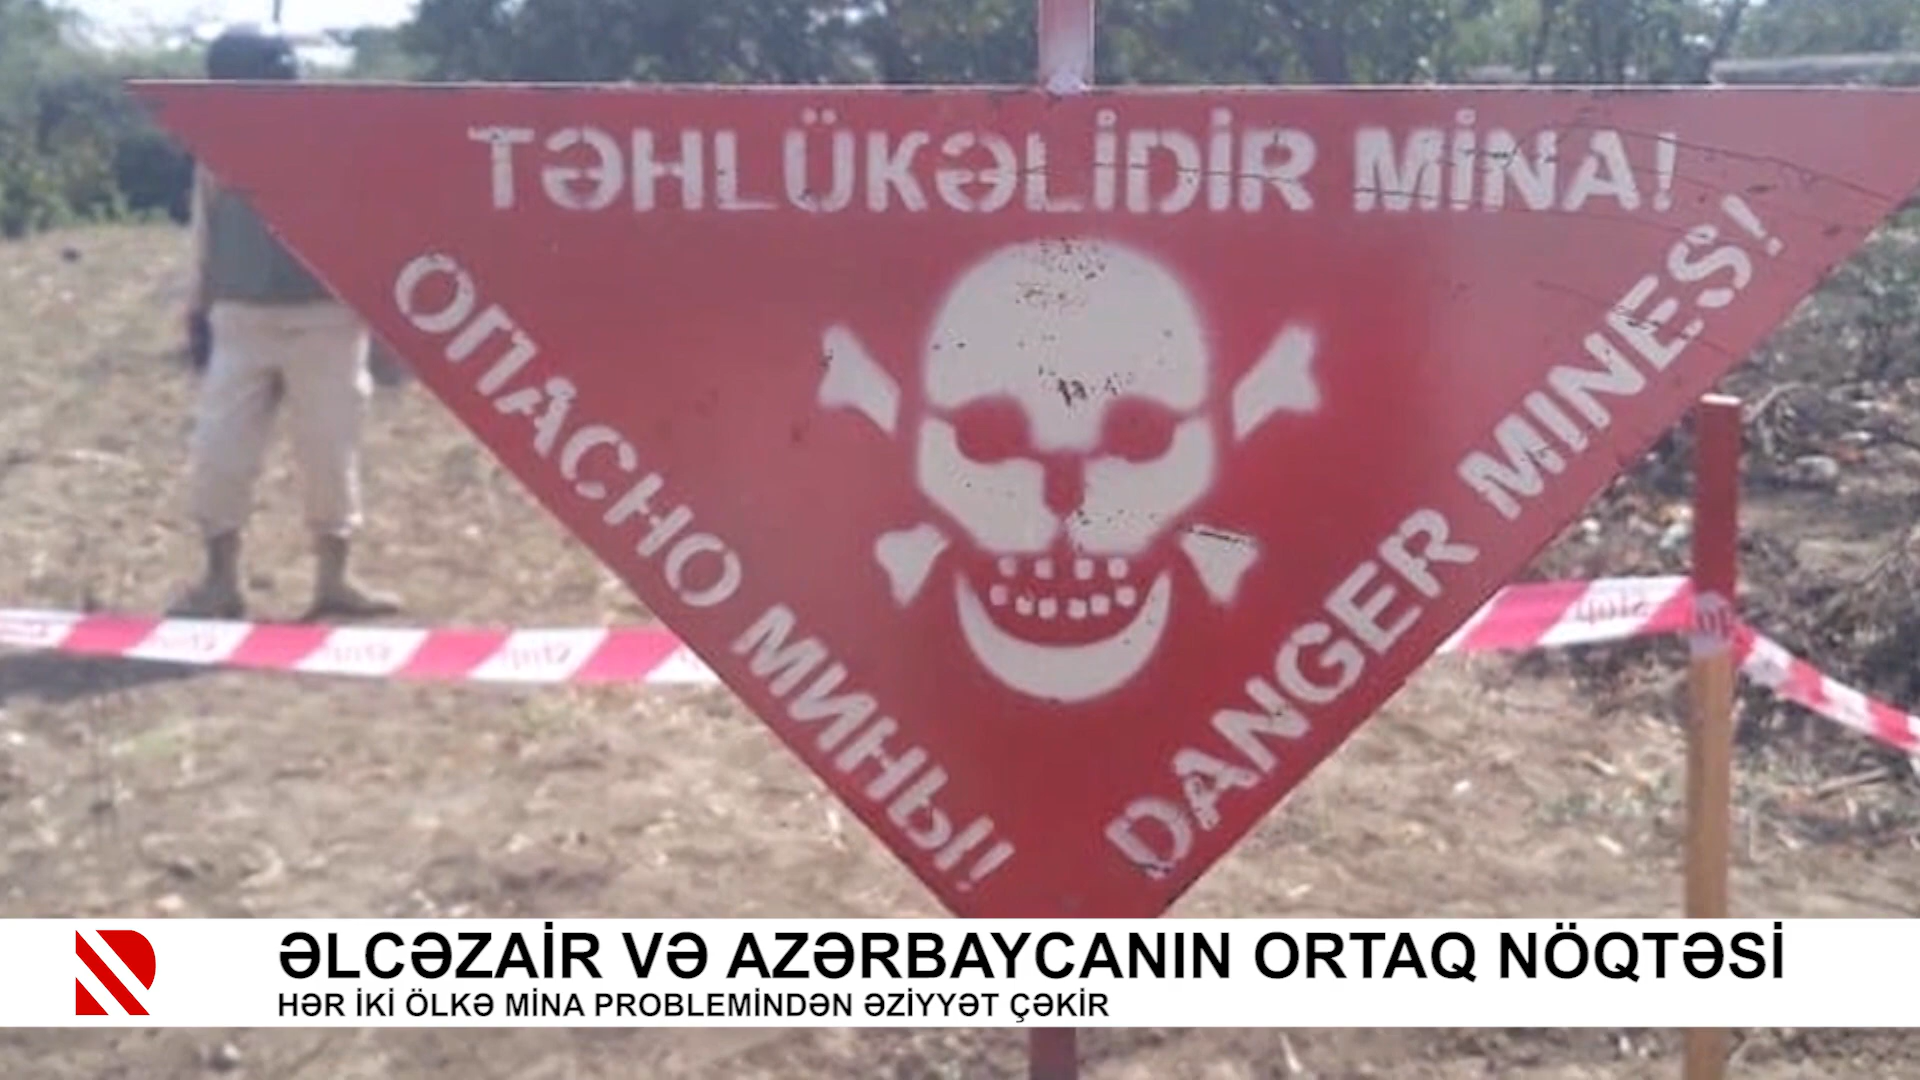 TƏHLÜKƏLİDİR MİNA!
ОПАСНО МИНЫ!
DANGER MINES!
ƏLCƏZAİR VƏ AZƏRBAYCANIN ORTAQ NÖQTƏSİ
HƏR İKİ ÖLKƏ MİNA PROBLEMİNDƏN ƏZİYYƏT ÇƏKİR